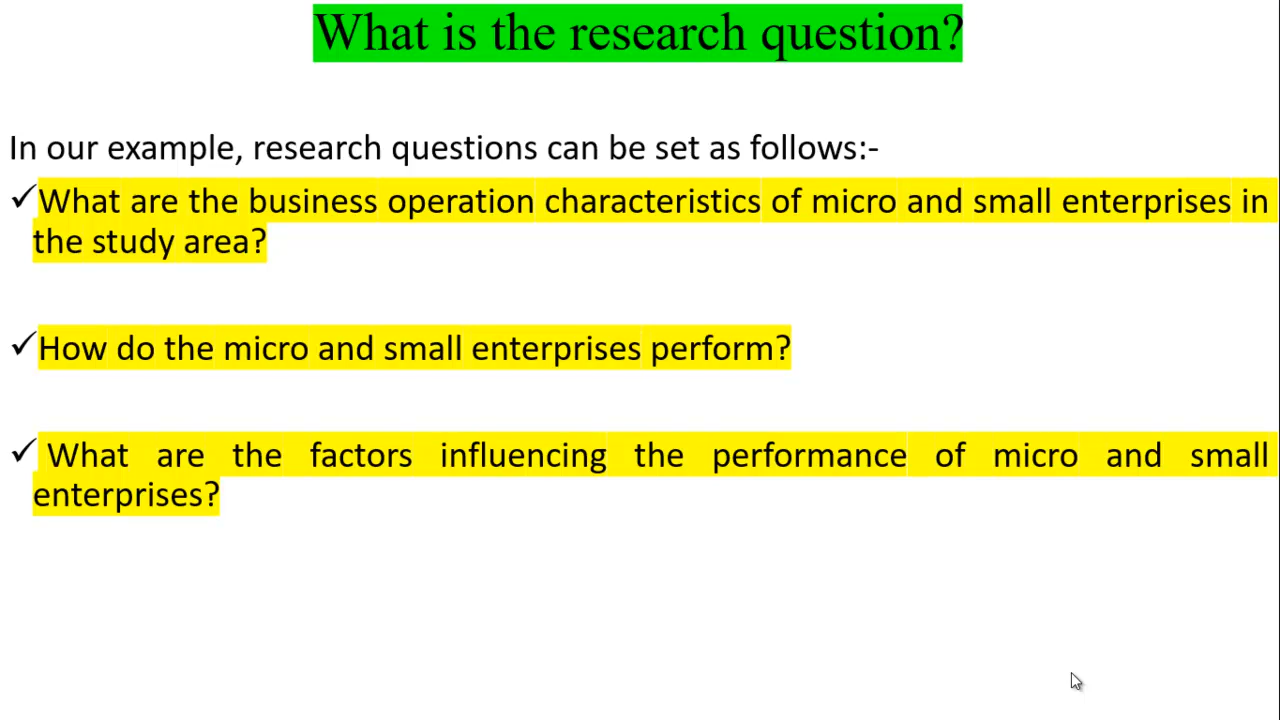 What is the research question?
In our example, research questions can be set as follows:-
✓What are the business operation characteristics of micro and small enterprises in
the study area?
✓How do the micro and small enterprises perform?
✓ What are the factors influencing the performance of micro and small
enterprises?